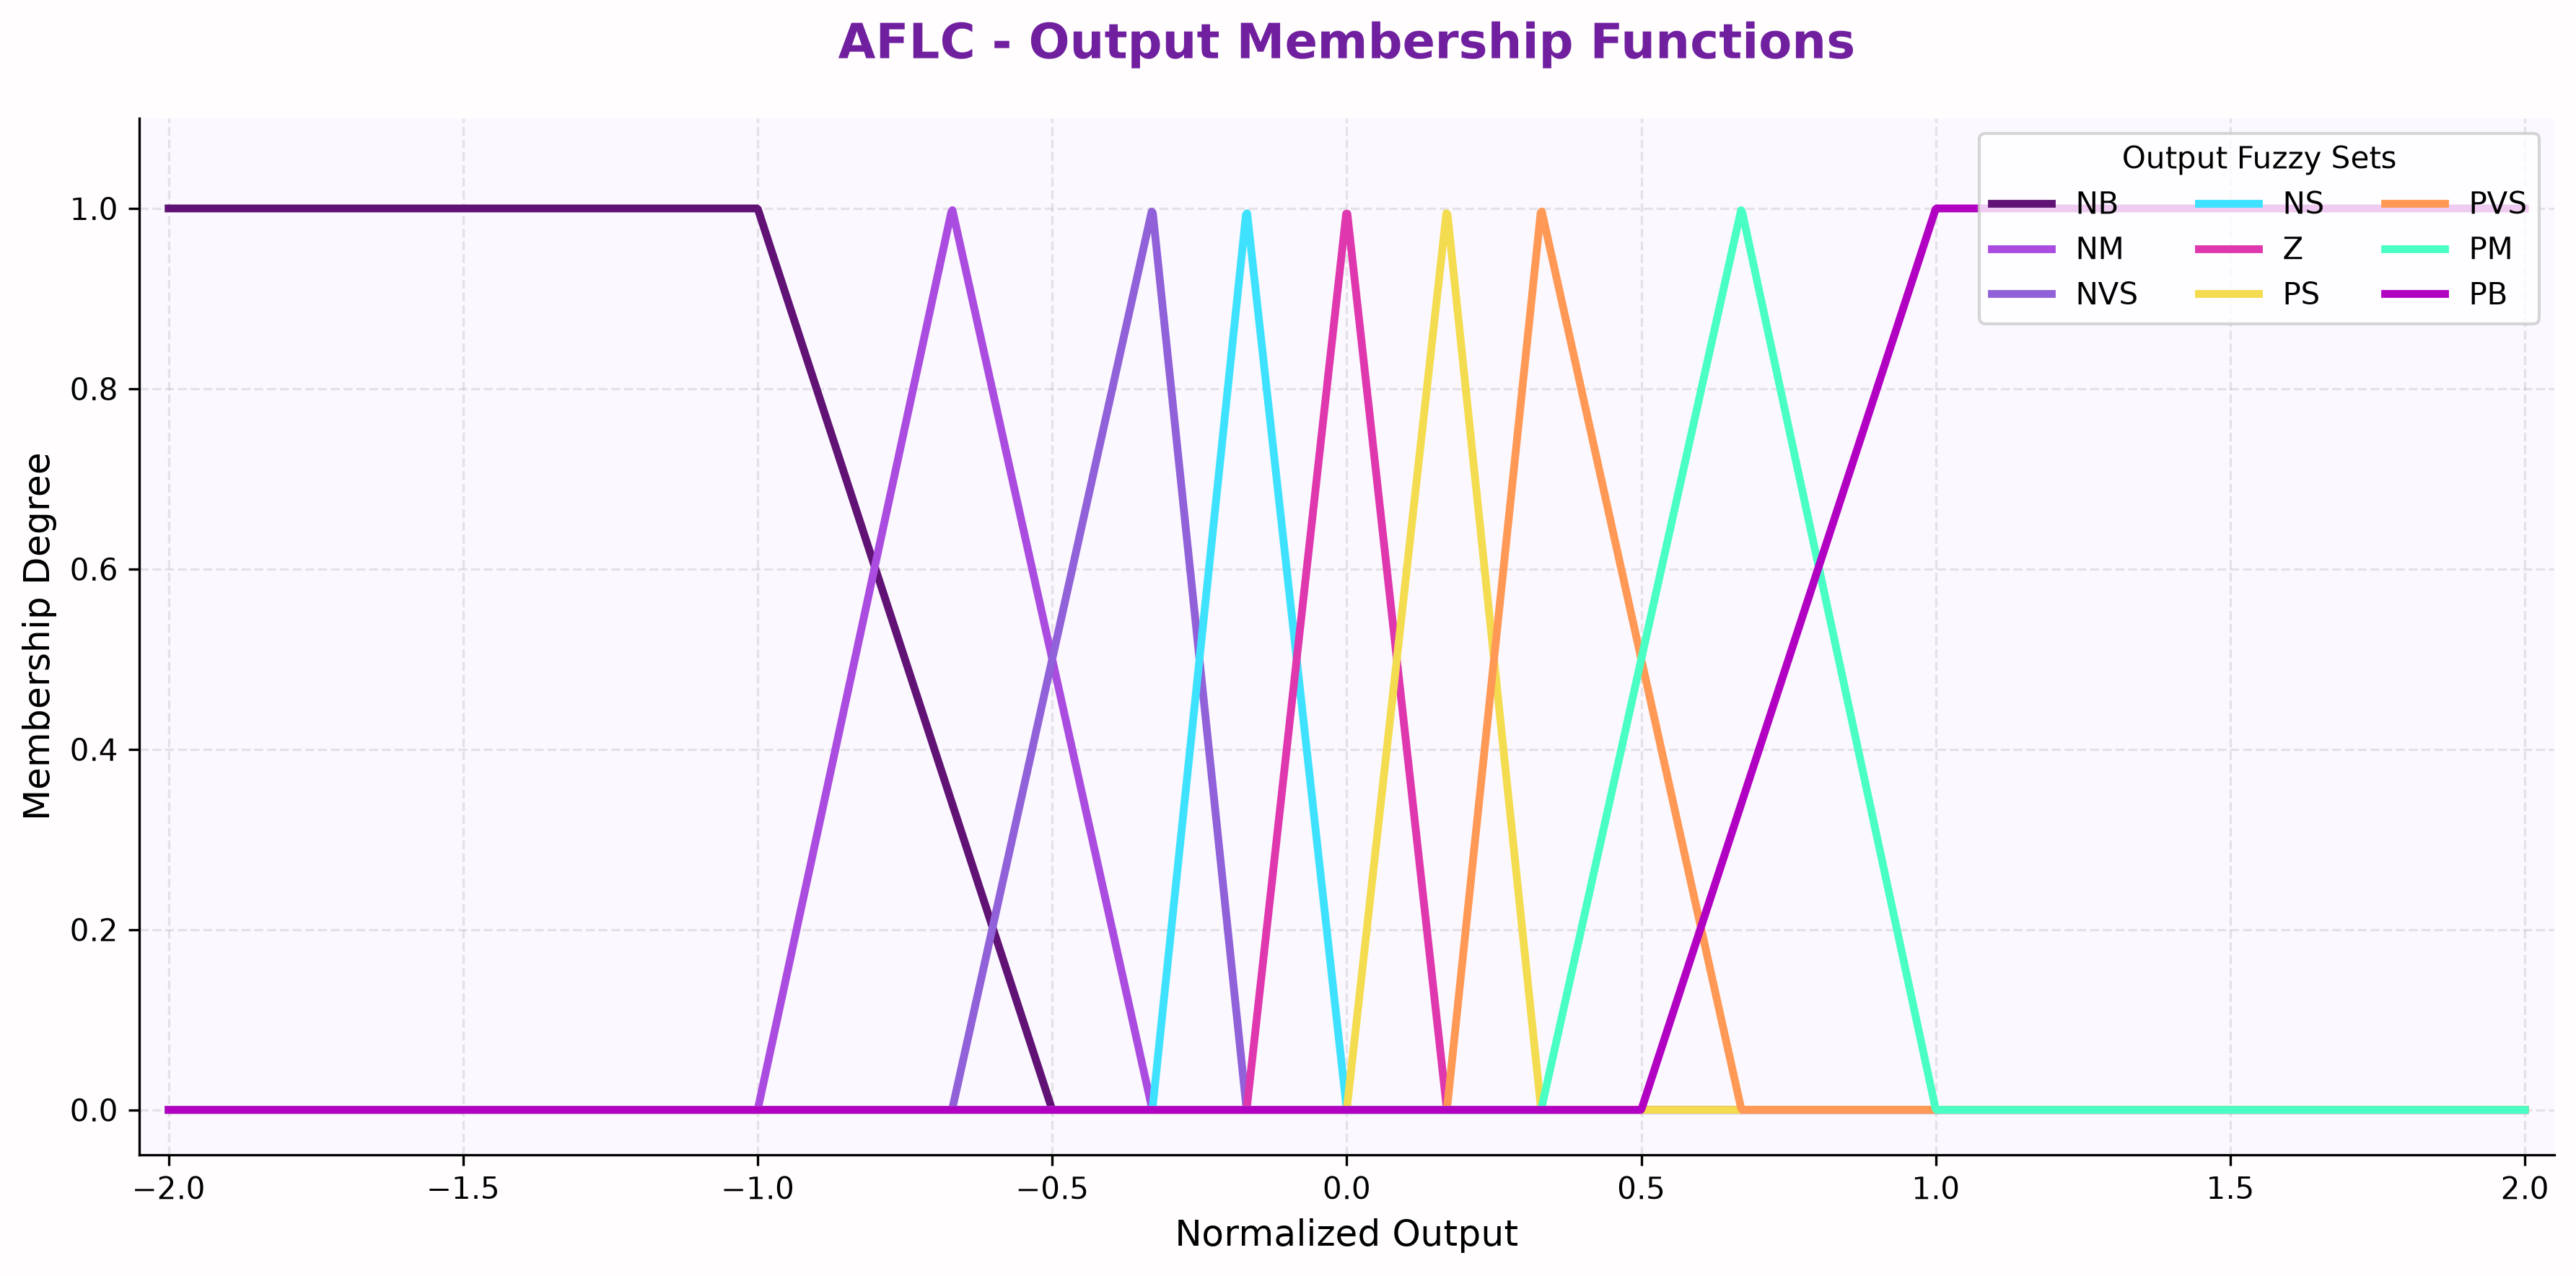 AFLC - Output Membership Functions
Output Fuzzy Sets
NB NS PVS
NM Z PM
NVS PS PB
1.0
0.8
0.6
0.4
0.2
0.0
Membership Degree
−2.0 −1.5 −1.0 −0.5 0.0 0.5 1.0 1.5 2.0
Normalized Output